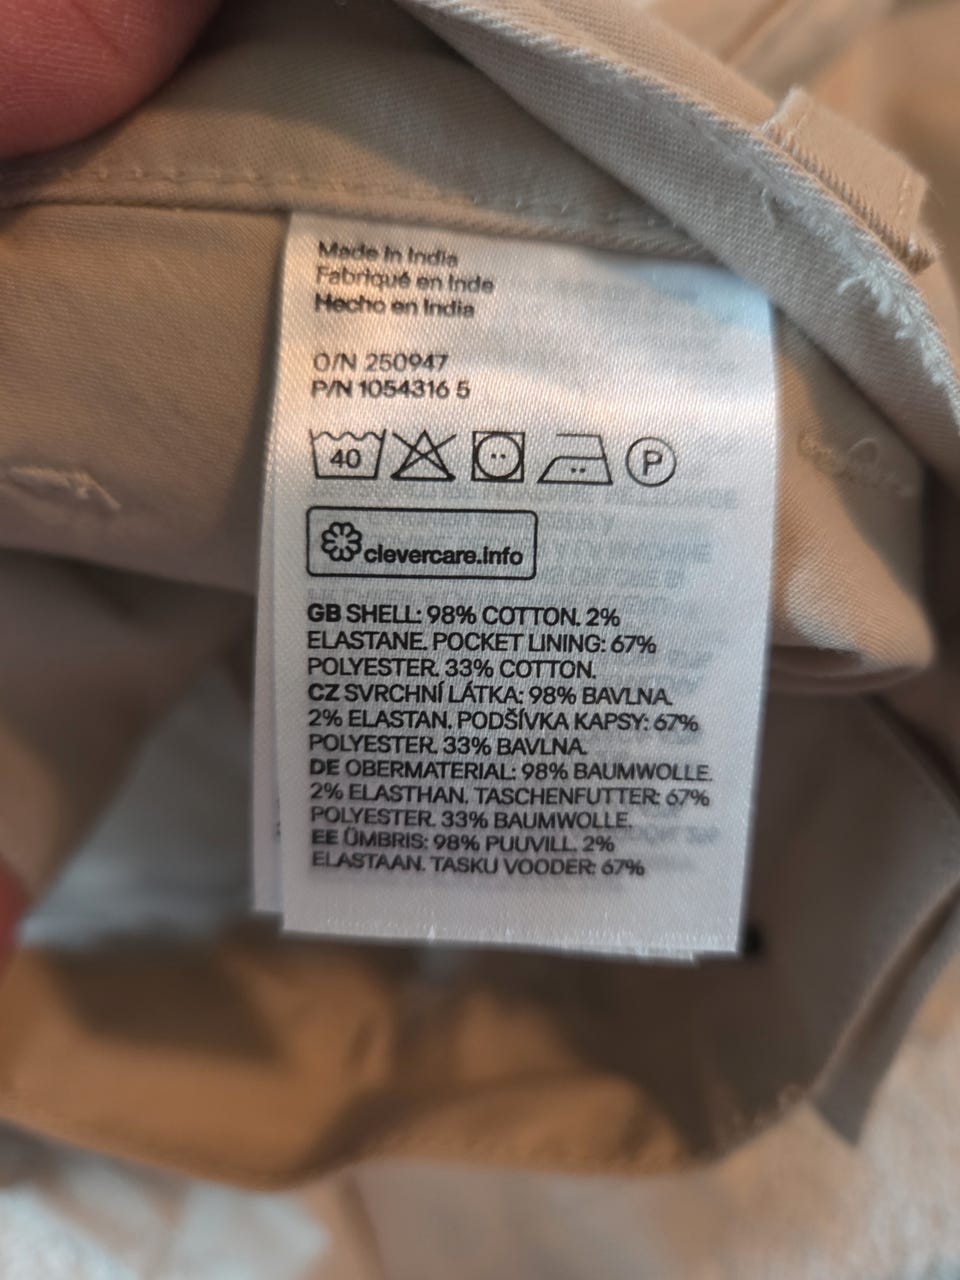 Made in India
Fabriqué en Inde
Hecho en India
O/N 250947
P/N 1054316 5
40 P
clevercare.info
GB SHELL: 98% COTTON. 2%
ELASTANE. POCKET LINING: 67%
POLYESTER. 33% COTTON.
CZ SVRCHNÍ LÁTKA: 98% BAVLNA.
2% ELASTAN. PODŠÍVKA KAPSY: 67%
POLYESTER. 33% BAVLNA.
DE OBERMATERIAL: 98% BAUMWOLLE.
2% ELASTHAN. TASCHENFUTTER: 67%
POLYESTER. 33% BAUMWOLLE.
EE ÜMBRIS: 98% PUUVILL. 2%
ELASTAAN. TASKU VOODER: 67%